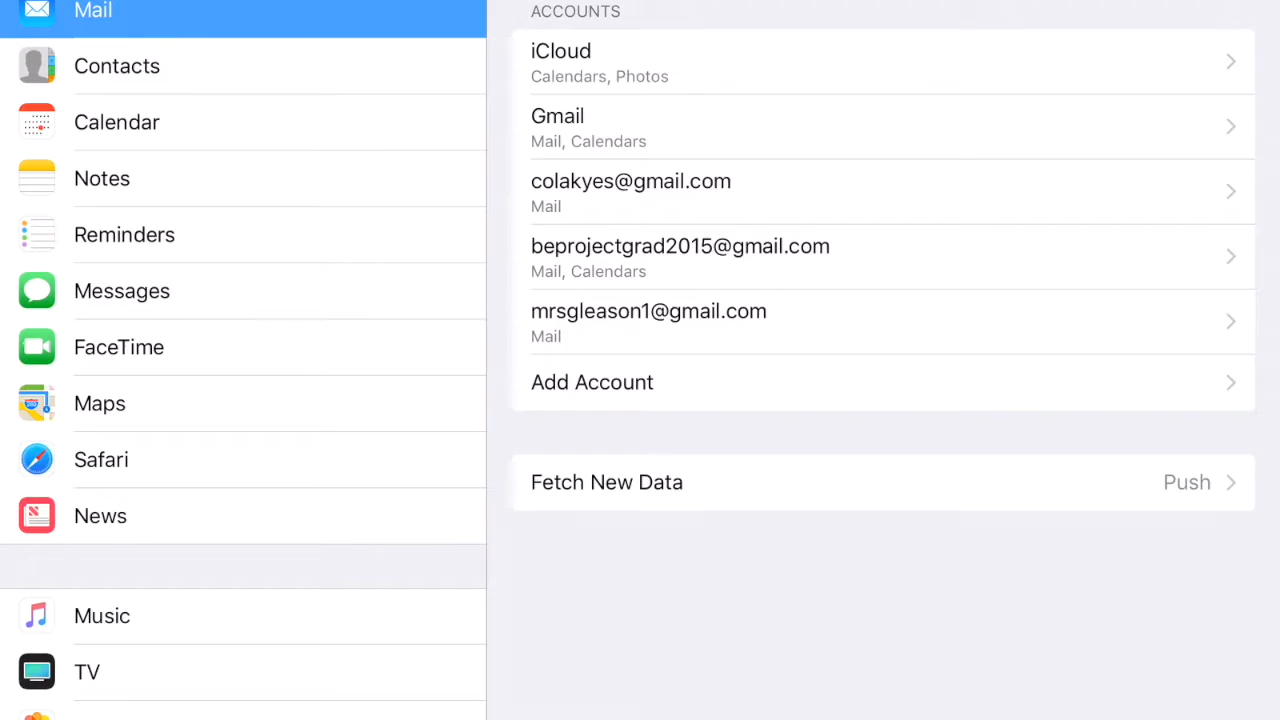 Mail
Contacts
Calendar
Notes
Reminders
Messages
FaceTime
Maps
Safari
News
Music
TV
ACCOUNTS
iCloud
Calendars, Photos
Gmail
Mail, Calendars
colakyes@gmail.com
Mail
beprojectgrad2015@gmail.com
Mail, Calendars
mrsgleason1@gmail.com
Mail
Add Account
Fetch New Data Push